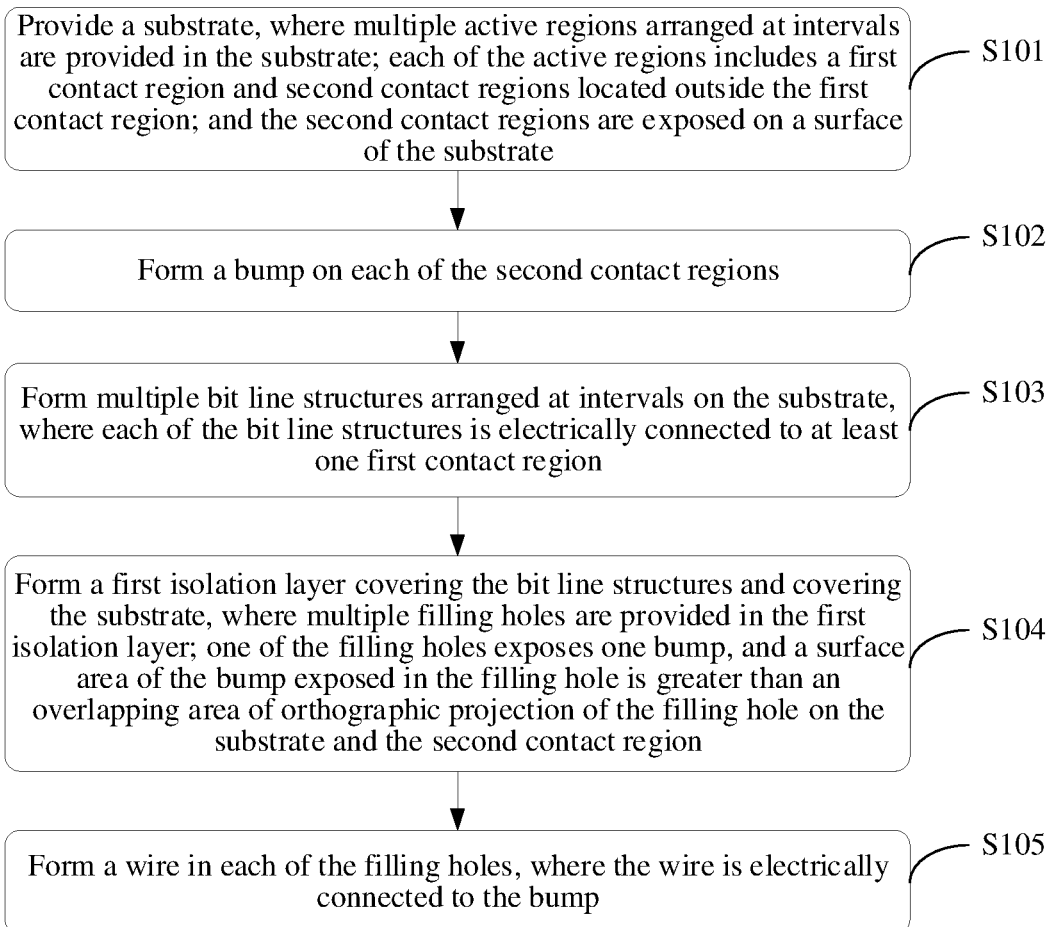 Provide a substrate, where multiple active regions arranged at intervals
are provided in the substrate; each of the active regions includes a first
contact region and second contact regions located outside the first
contact region; and the second contact regions are exposed on a surface
of the substrate
S101
Form a bump on each of the second contact regions
S102
Form multiple bit line structures arranged at intervals on the substrate,
where each of the bit line structures is electrically connected to at least
one first contact region
S103
Form a first isolation layer covering the bit line structures and covering
the substrate, where multiple filling holes are provided in the first
isolation layer; one of the filling holes exposes one bump, and a surface
area of the bump exposed in the filling hole is greater than an
overlapping area of orthographic projection of the filling hole on the
substrate and the second contact region
S104
Form a wire in each of the filling holes, where the wire is electrically
connected to the bump
S105